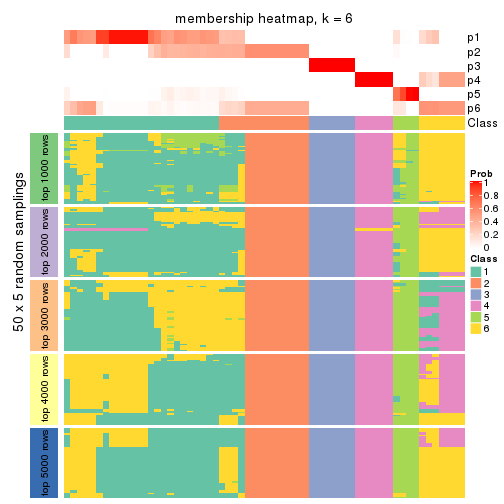 membership heatmap, k = 6
p1
p2
p3
p4
p5
p6
Class
50 x 5 random samplings
top 1000 rows
top 2000 rows
top 3000 rows
top 4000 rows
top 5000 rows
Prob
1
0.8
0.6
0.4
0.2
0
Class
1
2
3
4
5
6